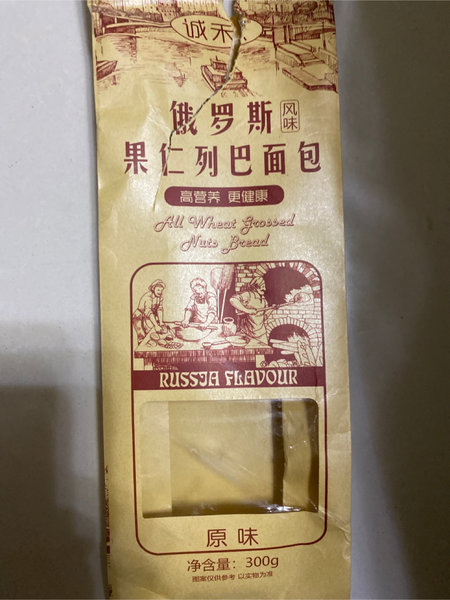 诚禾
俄罗斯
风味
果仁列巴面包
高营养 更健康
All Wheat Grossed
Nuts Bread
RUSSIA FLAVOUR
原味
净含量: 300g
图案仅供参考 以实物为准